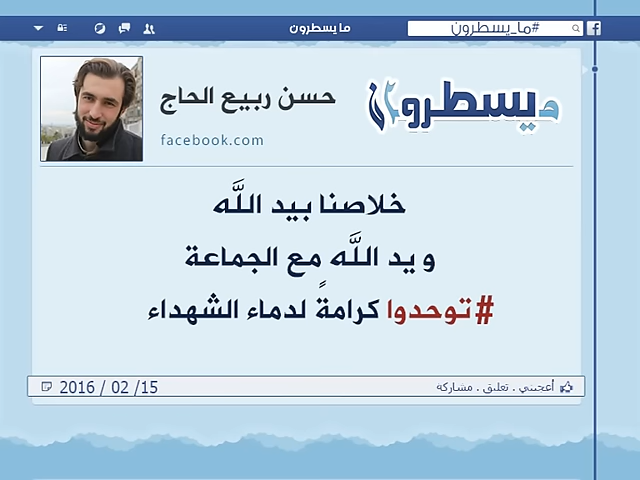 ما يسطرون
#ما_يسطرون
حسن ربيع الحاج
ما يسطرون
facebook.com
خلاصنا بيد اللَّه
و يد اللَّه مع الجماعة
#توحدوا كرامةً لدماء الشهداء
أعجبني . تعليق . مشاركه
2016 / 02 /15